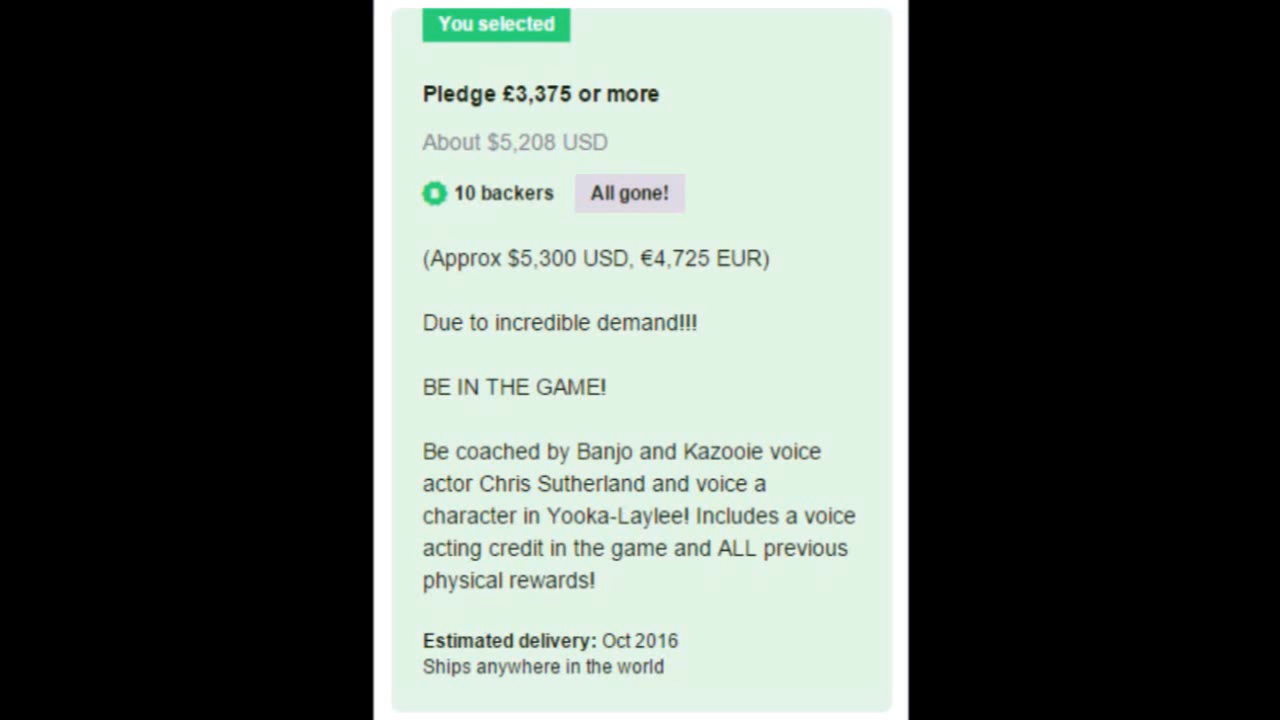 You selected
Pledge £3,375 or more
About $5,208 USD
10 backers All gone!
(Approx $5,300 USD, €4,725 EUR)
Due to incredible demand!!!
BE IN THE GAME!
Be coached by Banjo and Kazooie voice
actor Chris Sutherland and voice a
character in Yooka-Laylee! Includes a voice
acting credit in the game and ALL previous
physical rewards!
Estimated delivery: Oct 2016
Ships anywhere in the world